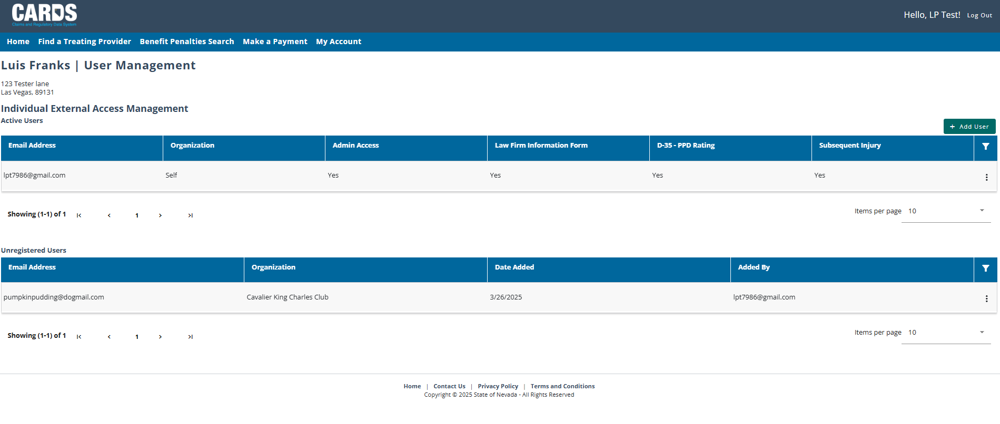 CARDS
Claims and Regulatory Data System
Hello, LP Test! Log Out
Home Find a Treating Provider Benefit Penalties Search Make a Payment My Account
Luis Franks | User Management
123 Tester lane
Las Vegas, 89131
Individual External Access Management
Active Users
+ Add User
Email Address Organization Admin Access Law Firm Information Form D-35 - PPD Rating Subsequent Injury
lpt7986@gmail.com Self Yes Yes Yes Yes
Showing (1-1) of 1 |< < 1 > >| Items per page 10
Unregistered Users
Email Address Organization Date Added Added By
pumpkinpudding@dogmail.com Cavalier King Charles Club 3/26/2025 lpt7986@gmail.com
Showing (1-1) of 1 |< < 1 > >| Items per page 10
Home | Contact Us | Privacy Policy | Terms and Conditions
Copyright © 2025 State of Nevada - All Rights Reserved